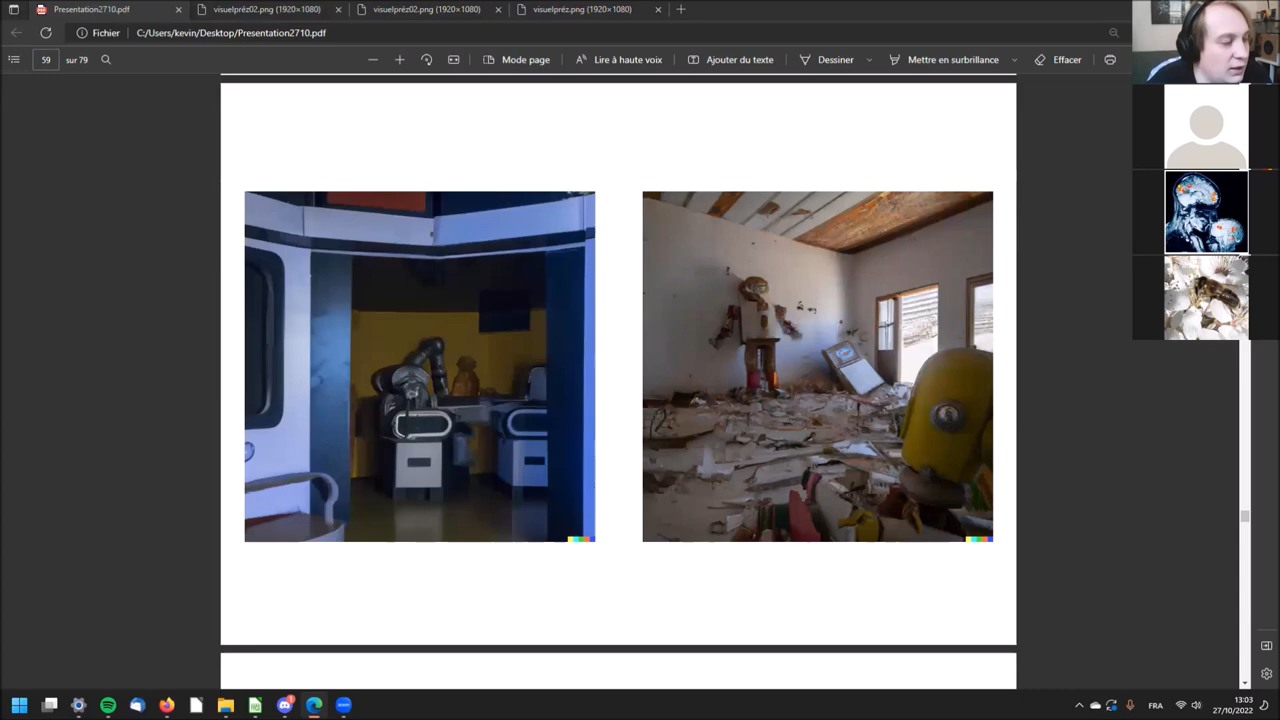 Presentation2710.pdf
visuelpréz02.png (1920×1080)
visuelpréz02.png (1920×1080)
visuelpréz.png (1920×1080)
Fichier
C:/Users/kevin/Desktop/Presentation2710.pdf
59 sur 79
Mode page
Lire à haute voix
Ajouter du texte
Dessiner
Mettre en surbrillance
Effacer
FRA
13:03
27/10/2022